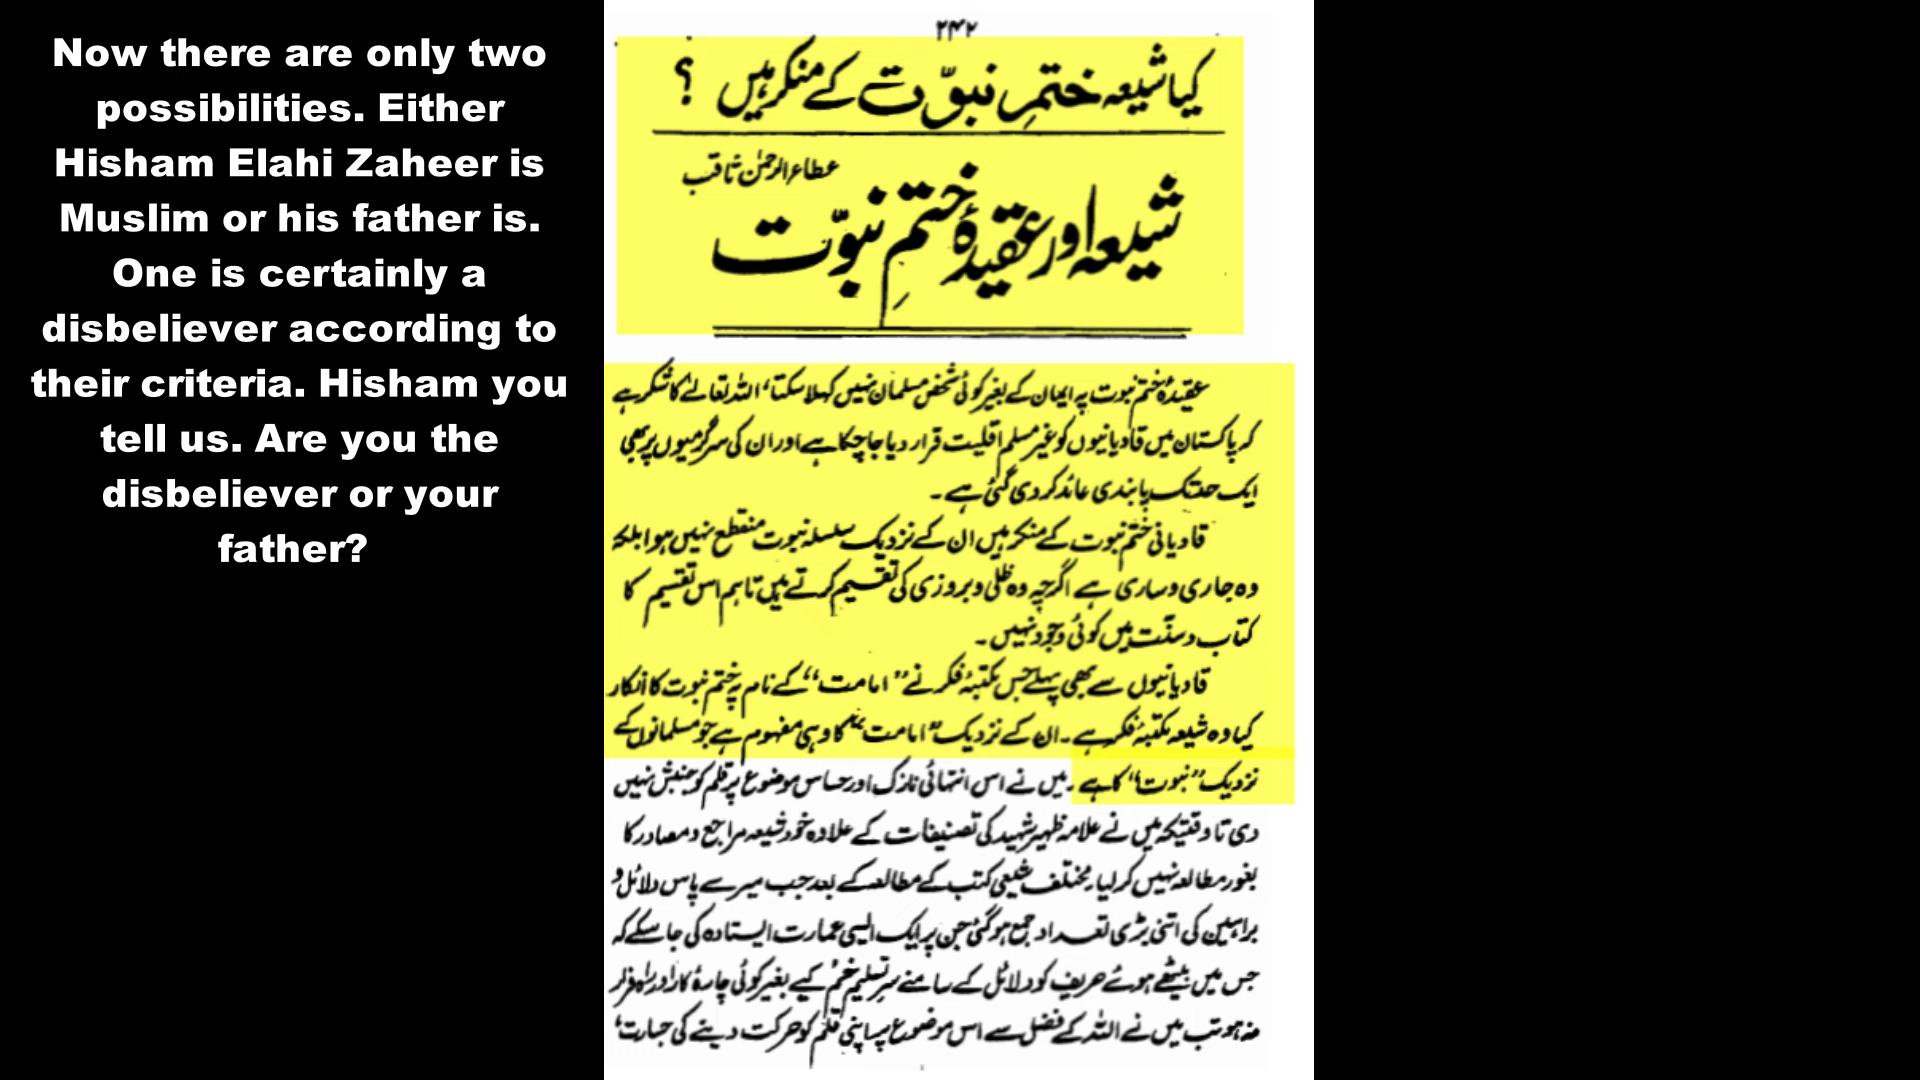 Now there are only two
possibilities. Either
Hisham Elahi Zaheer is
Muslim or his father is.
One is certainly a
disbeliever according to
their criteria. Hisham you
tell us. Are you the
disbeliever or your
father?
۲۴۲
کیا شیعہ ختمِ نبوّت کے منکر ہیں ؟
عطاء الرحمٰن ثاقب
شیعہ اور عقیدۂ ختمِ نبوّت
عقیدۂ ختم نبوت پر ایمان کے بغیر کوئی شخص مسلمان نہیں کہلا سکتا، اللہ تعالےٰ کا شکر ہے
کہ پاکستان میں قادیانیوں کو غیر مسلم اقلیت قرار دیا جا چکا ہے اور ان کی سرگرمیوں پر بھی
ایک حد تک پابندی عائد کر دی گئی ہے ۔
قادیانی ختم نبوت کے منکر ہیں ان کے نزدیک سلسلہ نبوت منقطع نہیں ہوا بلکہ
وہ جاری و ساری ہے اگرچہ وہ ظلی و بروزی کی تقسیم کرتے ہیں تاہم اس تقسیم کا
کتاب و سنّت میں کوئی وجود نہیں ۔
قادیانیوں سے بھی پہلے جس مکتبۂ فکر نے ”امامت“ کے نام پر ختم نبوت کا انکار
کیا وہ شیعہ مکتبۂ فکر ہے ۔ ان کے نزدیک ”امامت“ کا وہی مفہوم ہے جو مسلمانوں کے
نزدیک ”نبوت“ کا ہے ۔ میں نے اس انتہائی نازک اور حساس موضوع پر قلم کو جنبش نہیں
دی تا وقتیکہ میں نے علامہ ظہیر شہید کی تصنیفات کے علاوہ خود شیعہ مراجع و مصادر کا
بغور مطالعہ نہیں کر لیا۔ مختلف شیعی کتب کے مطالعہ کے بعد جب میرے پاس دلائل و
براہین کی اتنی بڑی تعداد جمع ہو گئی جن پر ایک ایسی عمارت ایستادہ کی جا سکے کہ
جس میں بیٹھے ہوئے حریف کو دلائل کے سامنے سر تسلیم خم کیے بغیر کوئی چارۂ کار اور راہ فرار
نہ ہو تب میں نے اللہ کے فضل سے اس موضوع پر اپنی قلم کو حرکت دینے کی جسارت